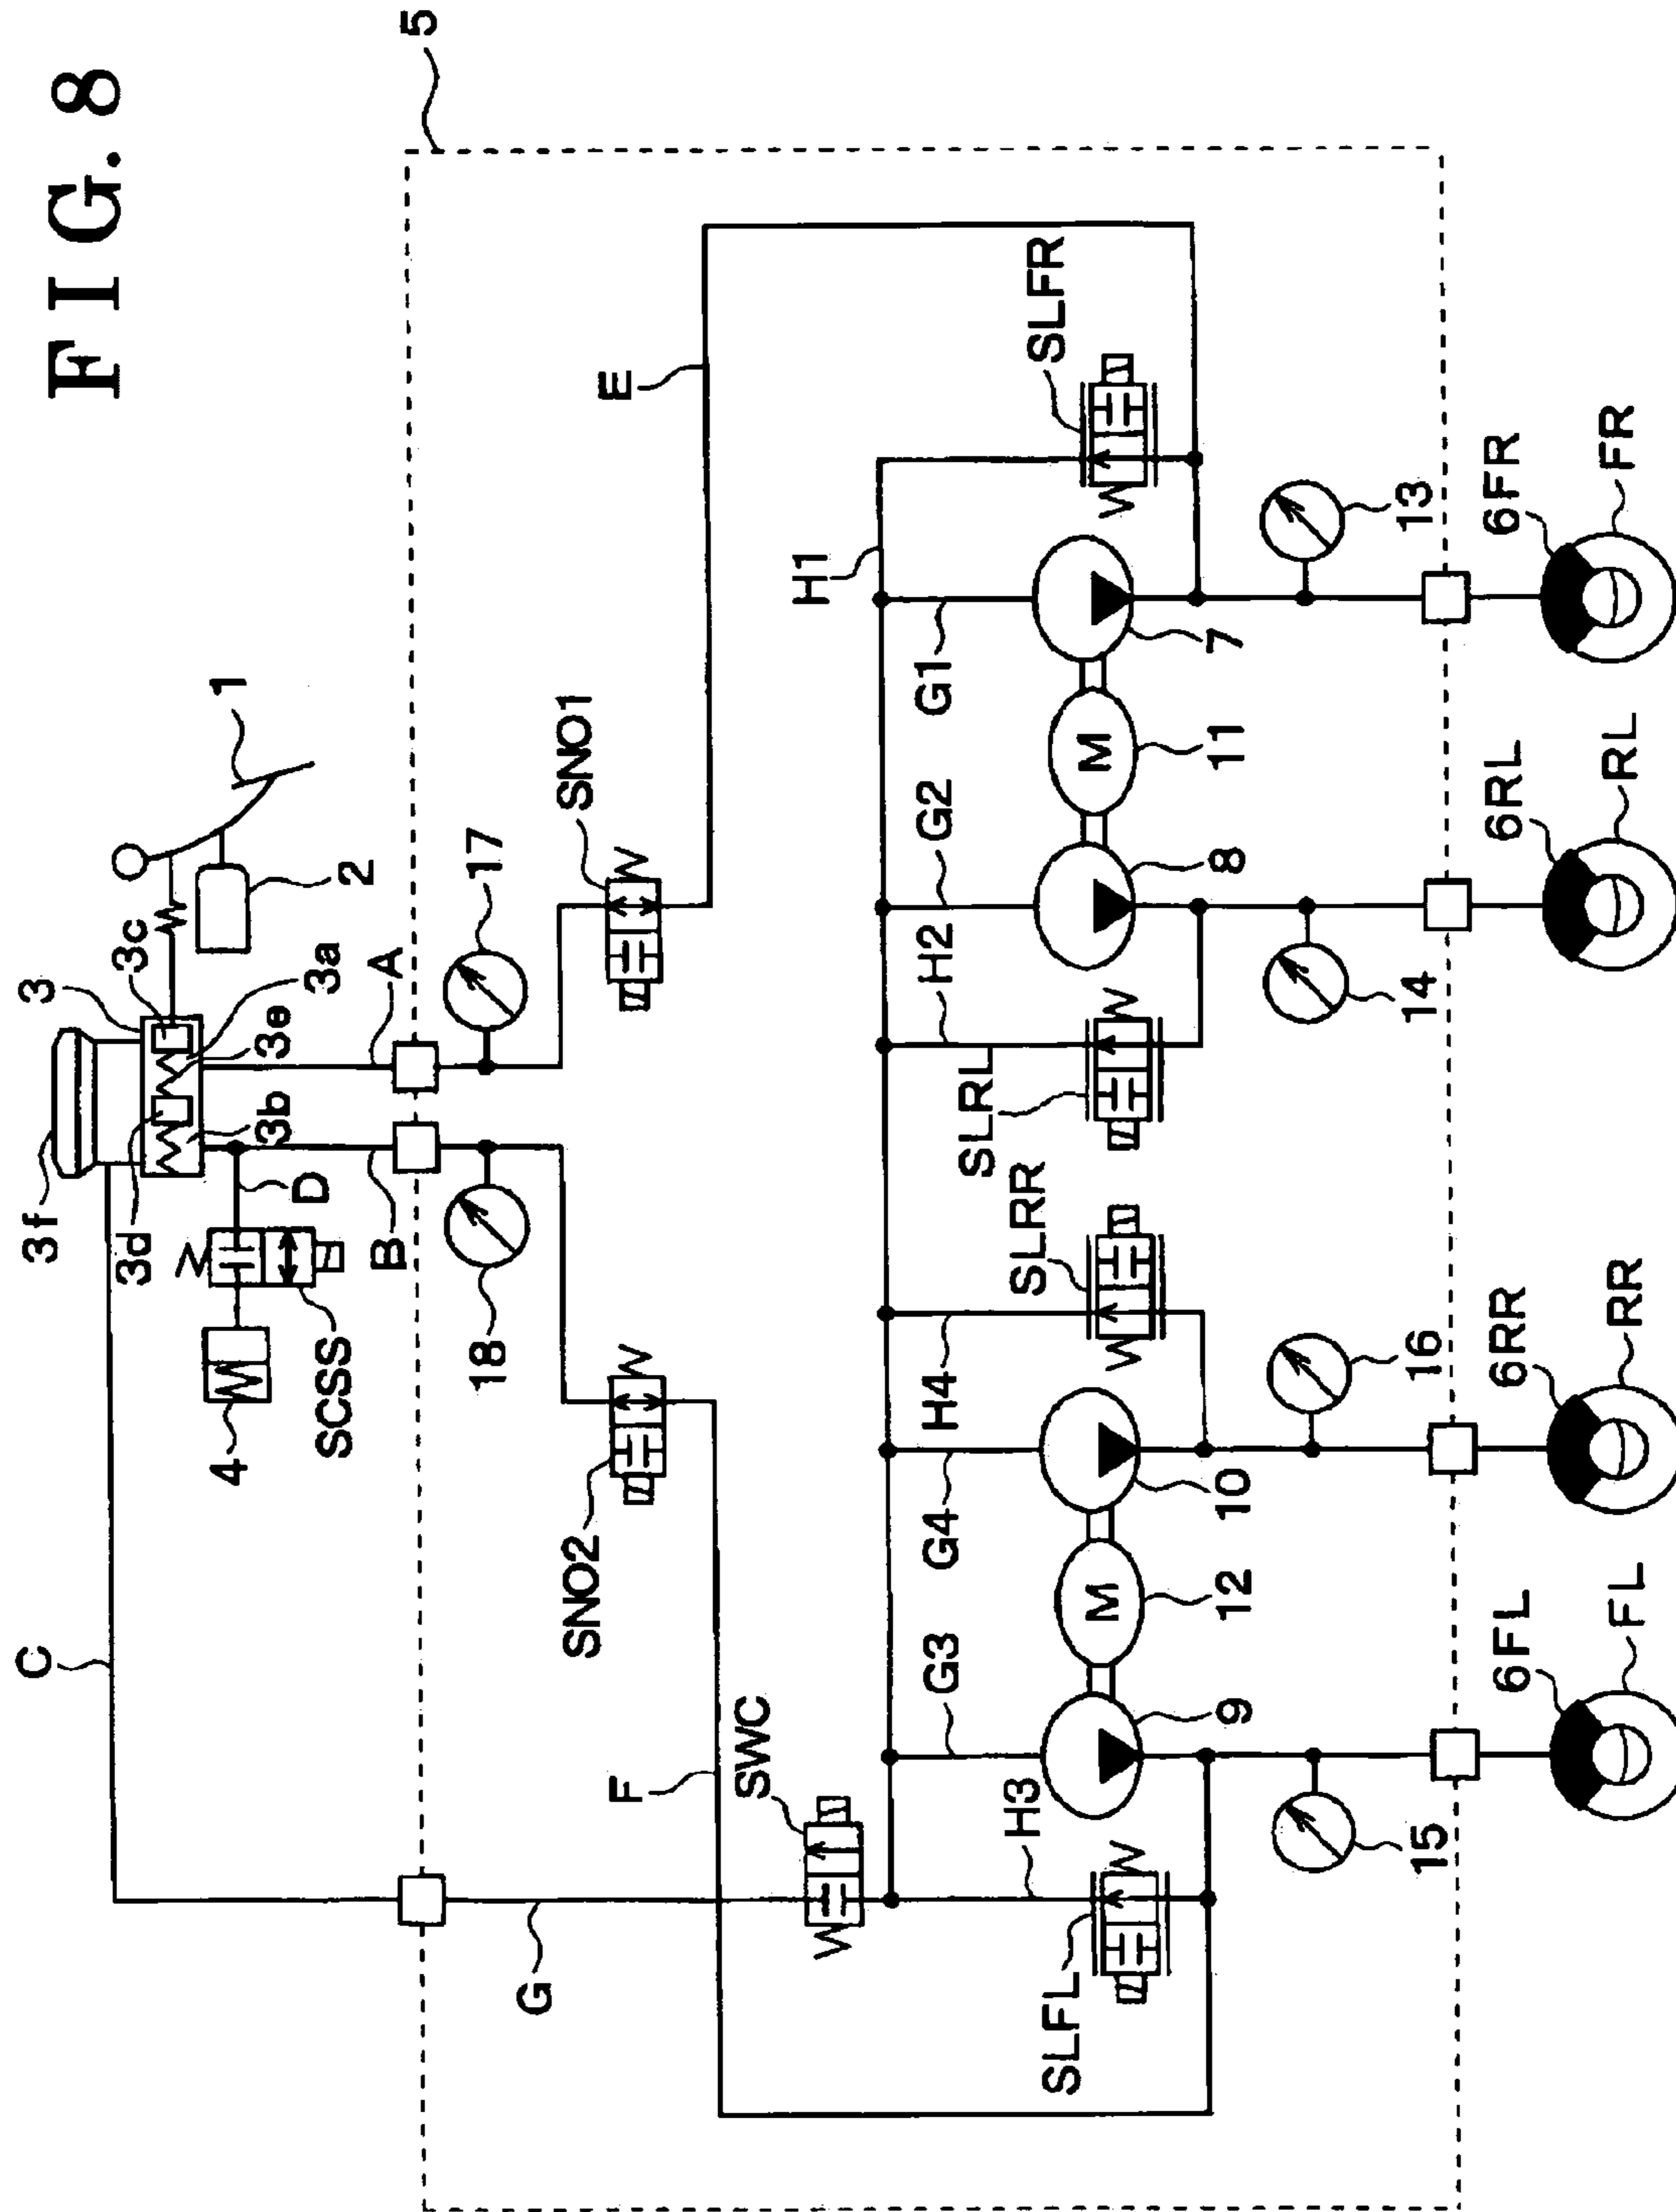 FIG. 8
5
1
2
3
3c
3a
3e
3b
3f
3d
A
B
C
D
4
SCSS
17
18
SNO1
SNO2
E
F
G
SWC
H1
G1
G2
H2
H4
G4
G3
H3
SLFR
SLRL
SLRR
SLFL
7
11
8
10
12
9
13
14
16
15
6FR
FR
6RL
RL
6RR
RR
6FL
FL
M
M